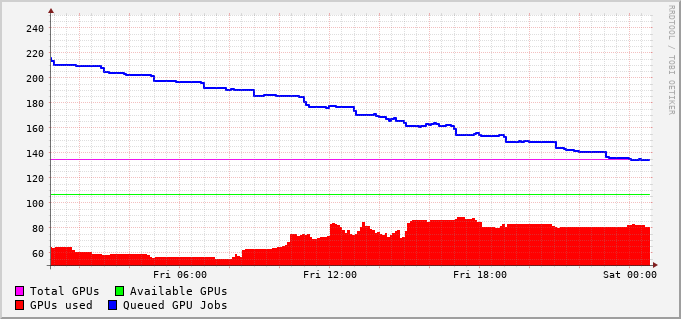 RRDTOOL / TOBI OETIKER
240
220
200
180
160
140
120
100
80
60
Fri 06:00 Fri 12:00 Fri 18:00 Sat 00:00
Total GPUs Available GPUs
GPUs used Queued GPU Jobs